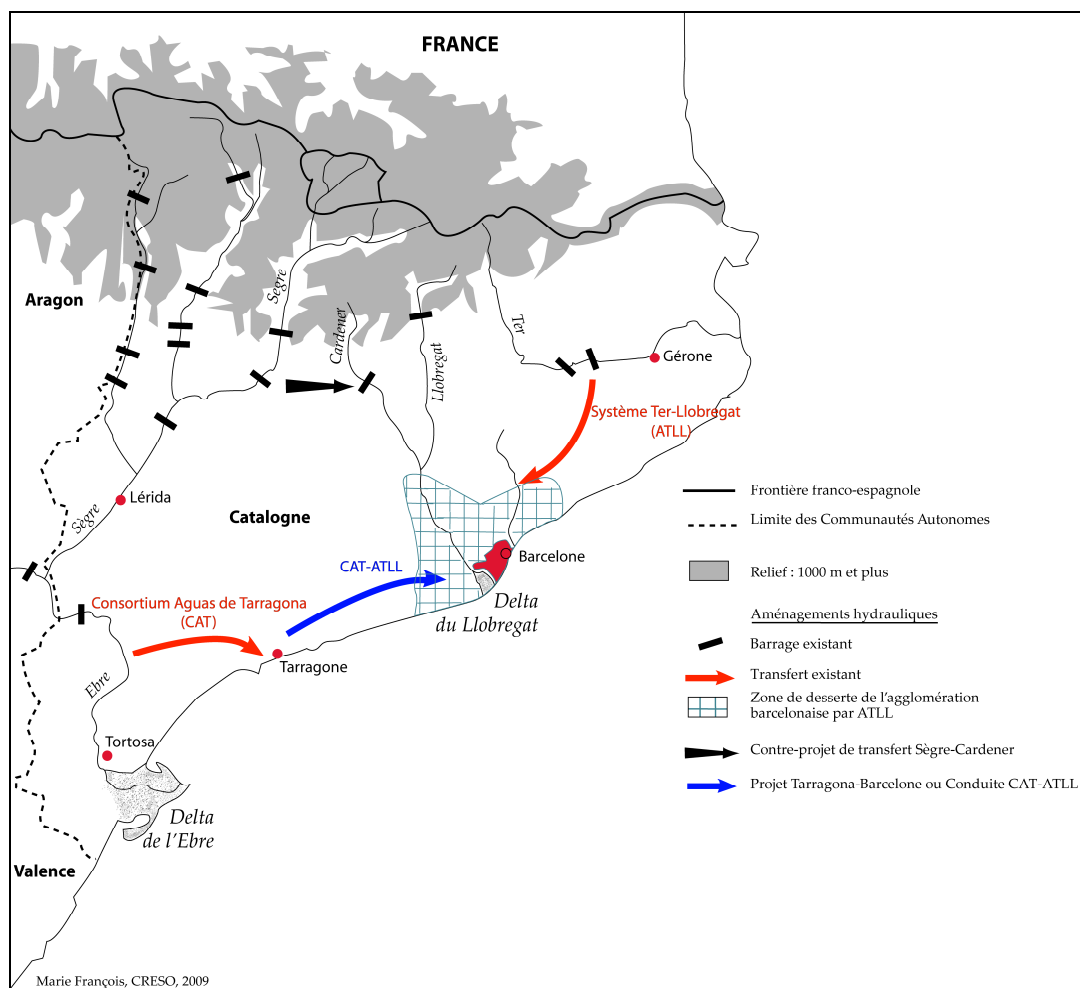 FRANCE
Aragon
Segre
Cardener
Llobregat
Ter
Gérone
Système Ter-Llobregat
(ATLL)
Lérida
Sègre
Catalogne
Barcelone
CAT-ATLL
Consortium Aguas de Tarragona
(CAT)
Delta
du Llobregat
Tarragone
Ebre
Tortosa
Delta
de l'Ebre
Valence
Frontière franco-espagnole
Limite des Communautés Autonomes
Relief : 1000 m et plus
Aménagements hydrauliques
Barrage existant
Transfert existant
Zone de desserte de l'agglomération
barcelonaise par ATLL
Contre-projet de transfert Sègre-Cardener
Projet Tarragona-Barcelone ou Conduite CAT-ATLL
Marie François, CRESO, 2009